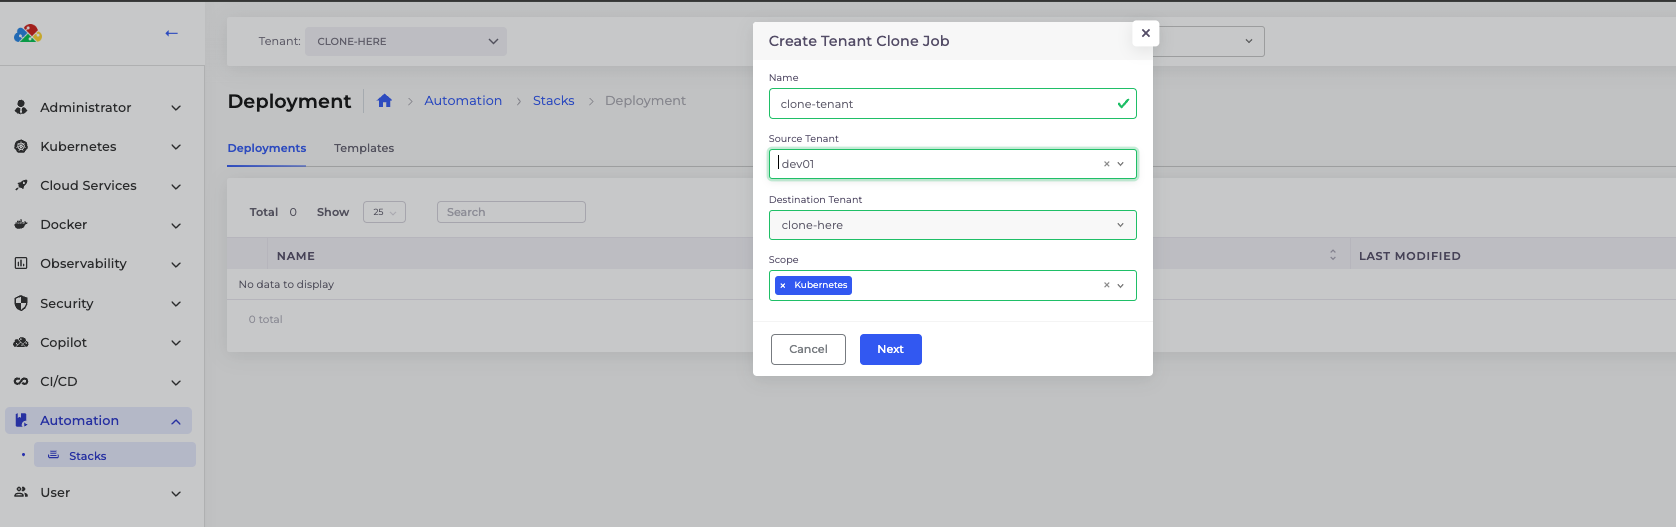 Tenant: CLONE-HERE
Administrator
Kubernetes
Cloud Services
Docker
Observability
Security
Copilot
CI/CD
Automation
Stacks
User
Deployment Automation Stacks Deployment
Deployments Templates
Total 0 Show 25 Search
NAME LAST MODIFIED
No data to display
0 total
Create Tenant Clone Job
Name
clone-tenant
Source Tenant
dev01
Destination Tenant
clone-here
Scope
× Kubernetes
Cancel Next